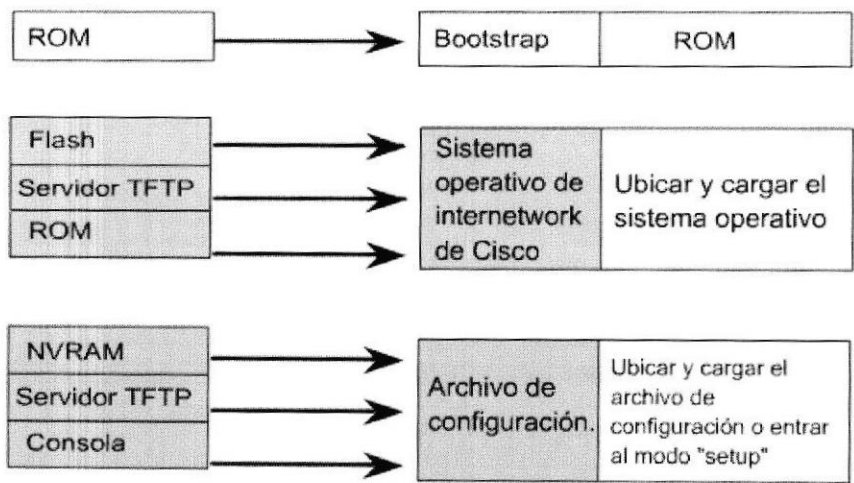 ROM
Bootstrap
ROM
Flash
Servidor TFTP
ROM
Sistema
operativo de
internetwork
de Cisco
Ubicar y cargar el
sistema operativo
NVRAM
Servidor TFTP
Consola
Archivo de
configuración.
Ubicar y cargar el
archivo de
configuración o entrar
al modo "setup"